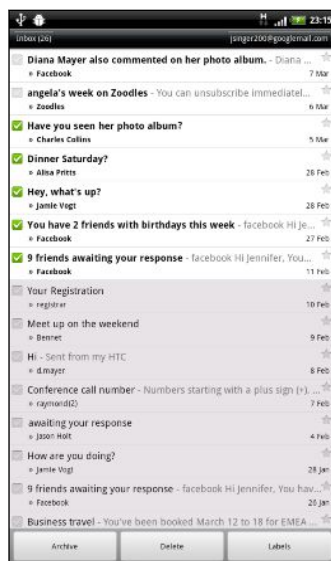 H 23:15
Inbox (26) jsinger200@googlemail.com
Diana Mayer also commented on her photo album. - Diana ...
» Facebook 7 Mar
angela's week on Zoodles - You can unsubscribe immediatel...
» Zoodles 6 Mar
Have you seen her photo album?
» Charles Collins 5 Mar
Dinner Saturday?
» Alisa Pritts 28 Feb
Hey, what's up?
» Jamie Vogt 28 Feb
You have 2 friends with birthdays this week - facebook Hi Je...
» Facebook 27 Feb
9 friends awaiting your response - facebook Hi Jennifer, You...
» Facebook 11 Feb
Your Registration
» registrar 10 Feb
Meet up on the weekend
» Bennet 9 Feb
Hi - Sent from my HTC
» d.mayer 8 Feb
Conference call number - Numbers starting with a plus sign (+), ...
» raymond(2) 7 Feb
awaiting your response
» Jason Holt 4 Feb
How are you doing?
» Jamie Vogt 28 Jan
9 friends awaiting your response - facebook Hi Jennifer, You hav...
» Facebook 26 Jan
Business travel - You've been booked March 12 to 18 for EMEA ...
Archive Delete Labels